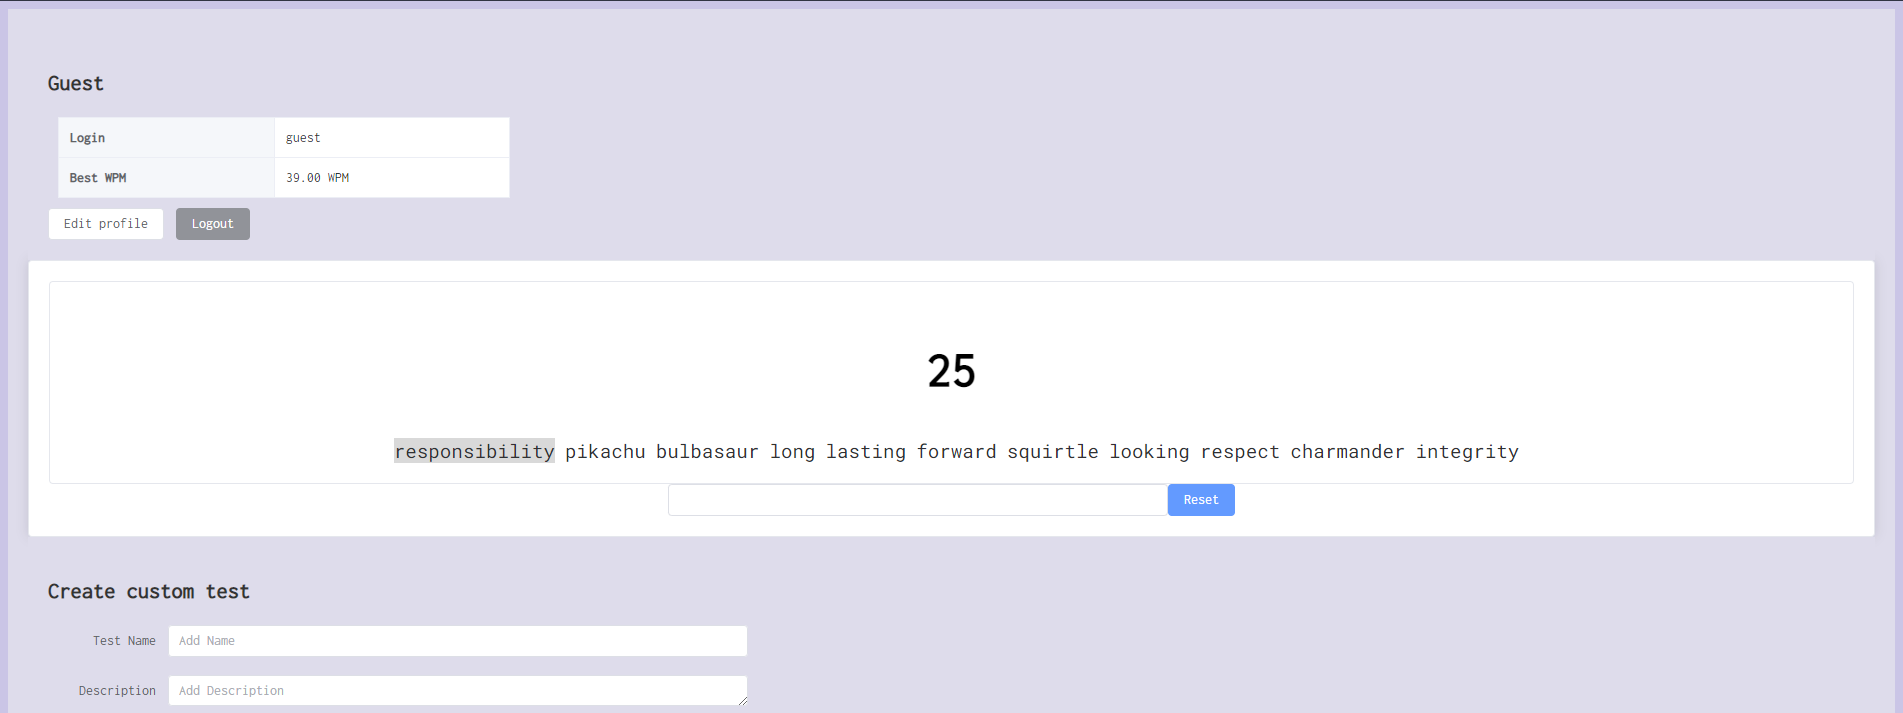 Guest
Login guest
Best WPM 39.00 WPM
Edit profile Logout
25
responsibility pikachu bulbasaur long lasting forward squirtle looking respect charmander integrity
Reset
Create custom test
Test Name Add Name
Description Add Description